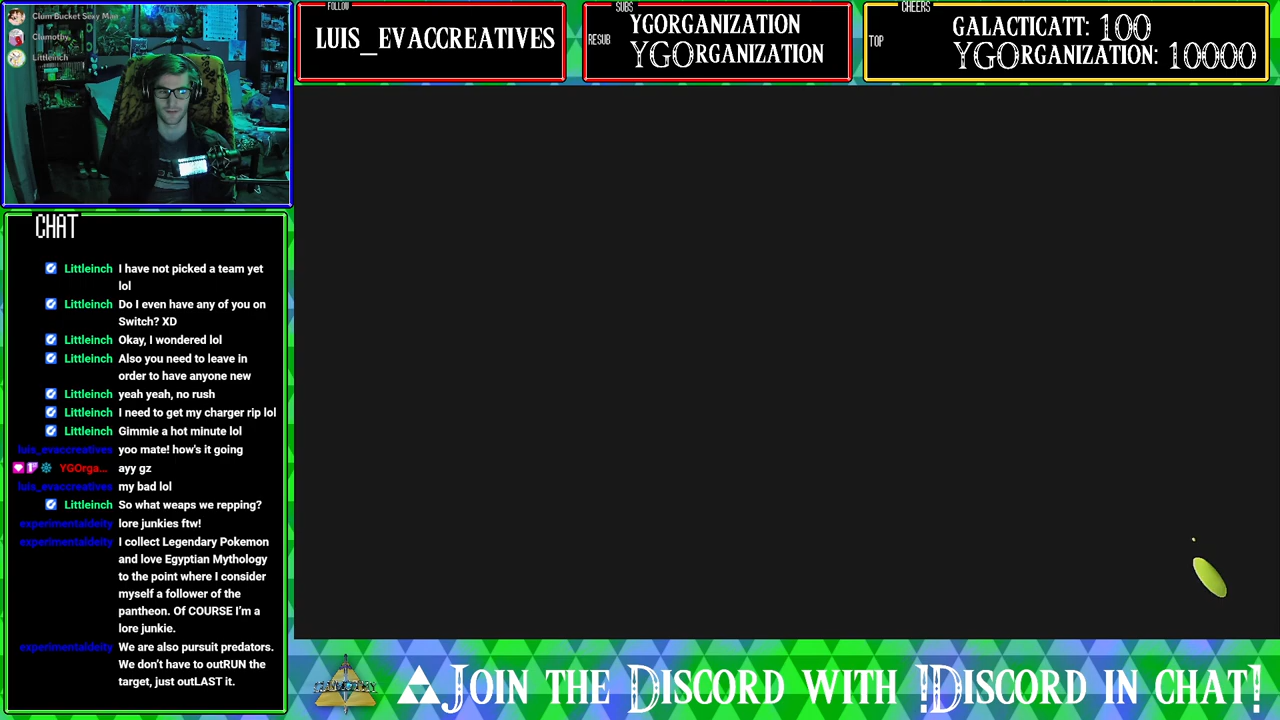 Clum Bucket Sexy Man
Clumothy
Littleinch
FOLLOW
LUIS_EVACCREATIVES
SUBS
RESUB
YGORGANIZATION
YGORGANIZATION
CHEERS
TOP
GALACTICATT: 100
YGORGANIZATION: 10000
CHAT
Littleinch I have not picked a team yet
lol
Littleinch Do I even have any of you on
Switch? XD
Littleinch Okay, I wondered lol
Littleinch Also you need to leave in
order to have anyone new
Littleinch yeah yeah, no rush
Littleinch I need to get my charger rip lol
Littleinch Gimmie a hot minute lol
luis_evaccreatives yoo mate! how's it going
YGOrga... ayy gz
luis_evaccreatives my bad lol
Littleinch So what weaps we repping?
experimentaldeity lore junkies ftw!
experimentaldeity I collect Legendary Pokemon
and love Egyptian Mythology
to the point where I consider
myself a follower of the
pantheon. Of COURSE I'm a
lore junkie.
experimentaldeity We are also pursuit predators.
We don't have to outRUN the
target, just outLAST it.
JOIN THE DISCORD WITH !DISCORD IN CHAT!